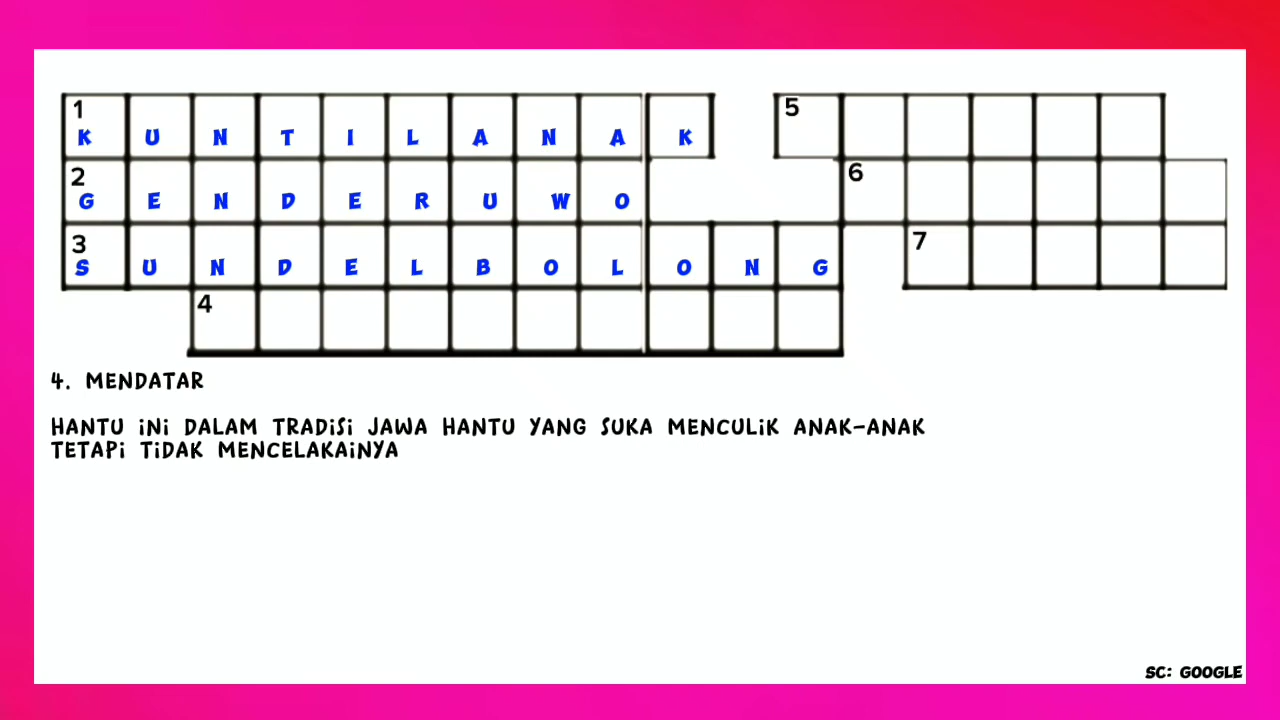 1 5
K U N T I L A N A K
2 6
G E N D E R U W O
3 7
S U N D E L B O L O N G
4
4. MENDATAR
HANTU iNi DALAM TRADiSi JAWA HANTU YANG SUKA MENCULiK ANAK-ANAK
TETAPi TiDAK MENCELAKAiNYA
SC: GOOGLE